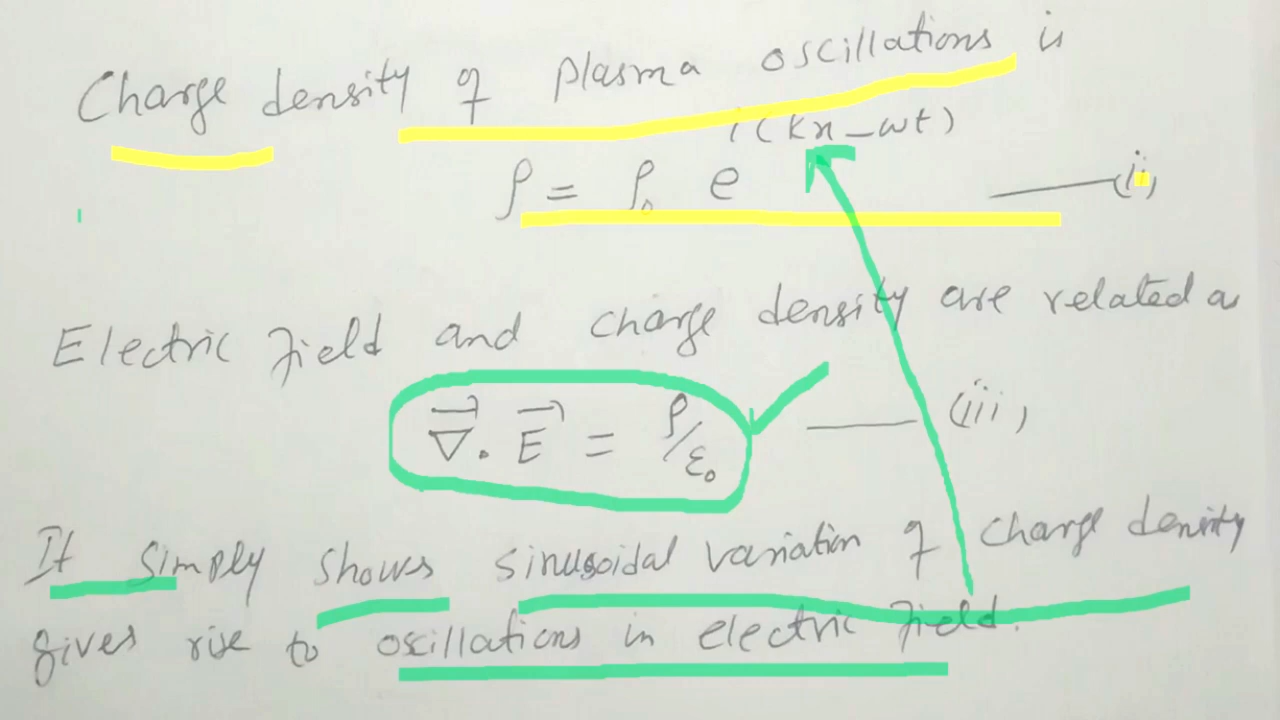 Charge density of plasma oscillations is
ρ = ρ₀ e^{i(kx-ωt)} ——— (i)
Electric field and charge density are related as
∇⃗ . E⃗ = ρ/ε₀ ——— (iii)
It simply shows sinusoidal variation of charge density
gives rise to oscillations in electric field.